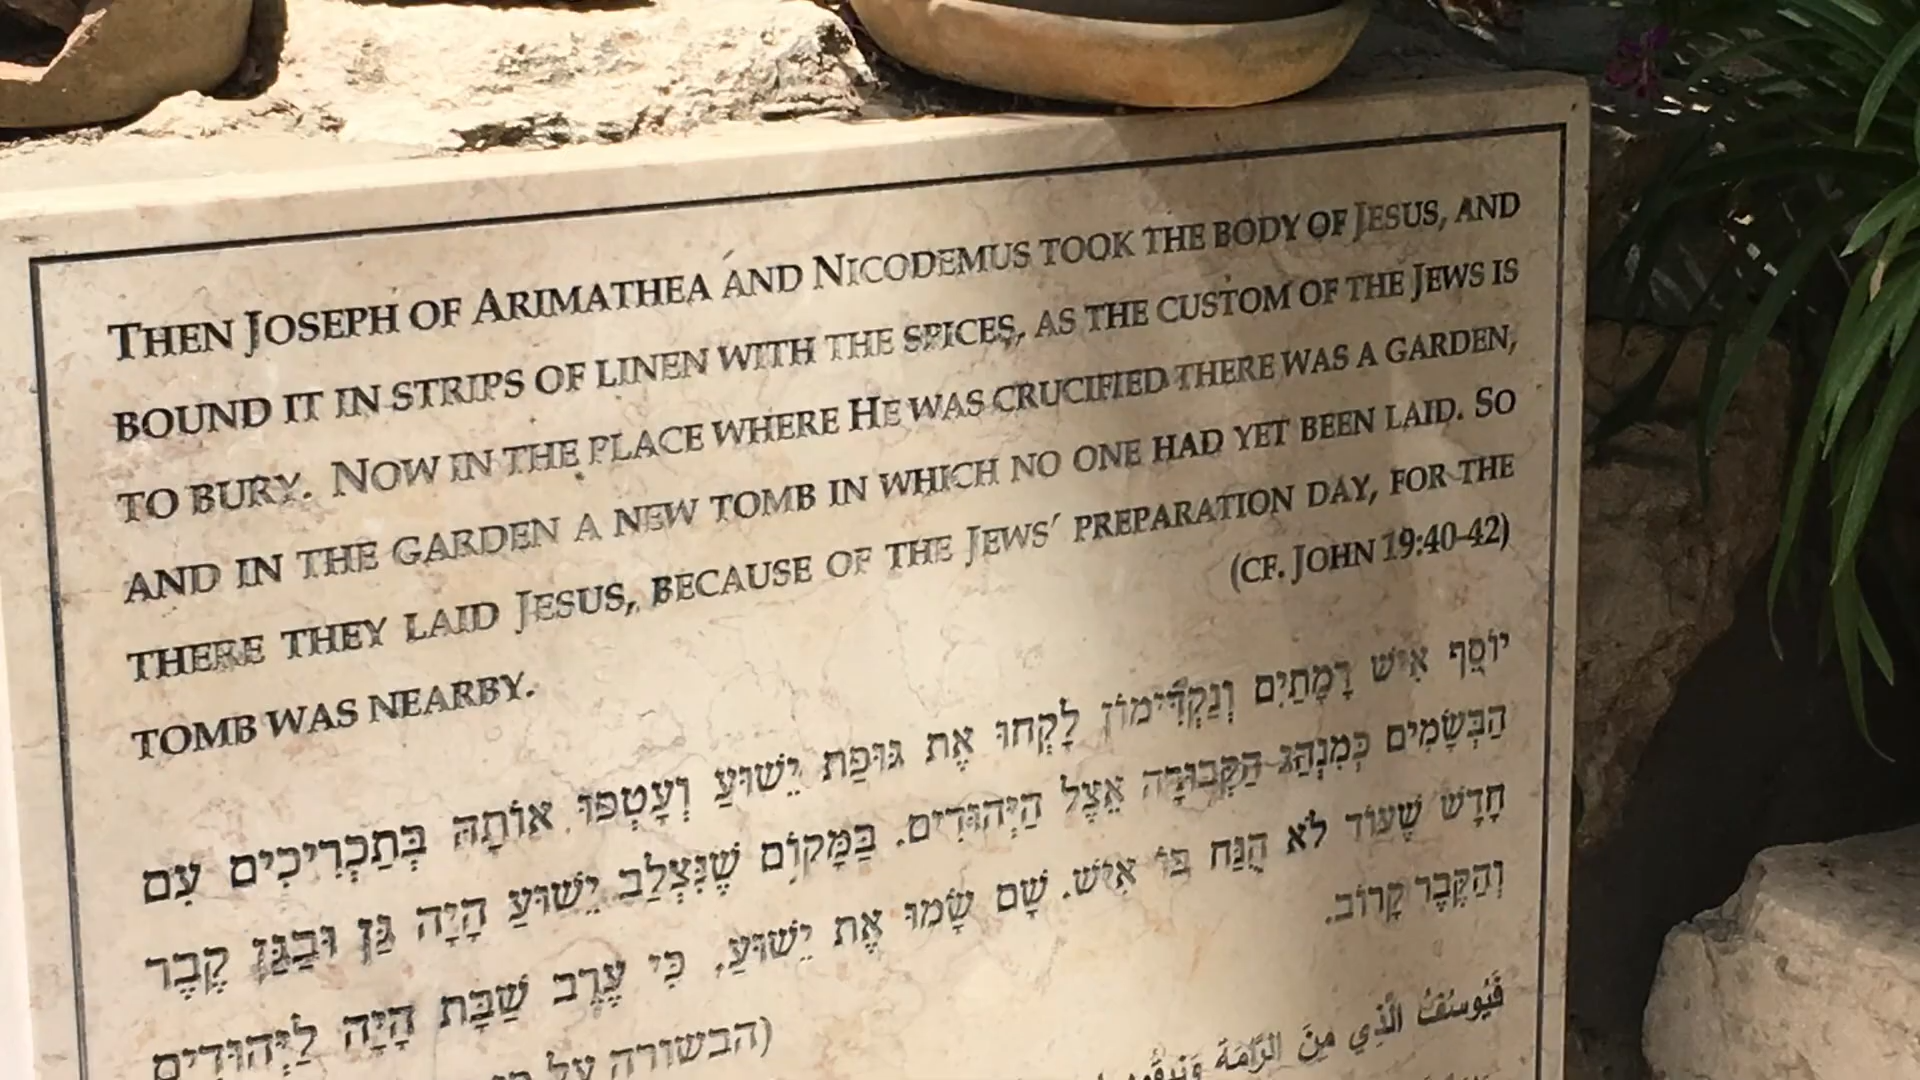 THEN JOSEPH OF ARIMATHEA AND NICODEMUS TOOK THE BODY OF JESUS, AND
BOUND IT IN STRIPS OF LINEN WITH THE SPICES, AS THE CUSTOM OF THE JEWS IS
TO BURY. NOW IN THE PLACE WHERE HE WAS CRUCIFIED THERE WAS A GARDEN,
AND IN THE GARDEN A NEW TOMB IN WHICH NO ONE HAD YET BEEN LAID. SO
THERE THEY LAID JESUS, BECAUSE OF THE JEWS' PREPARATION DAY, FOR THE
TOMB WAS NEARBY.
(CF. JOHN 19:40-42)
יוֹסֵף אִישׁ רָמָתַיִם וְנַקְדִּימוֹן לָקְחוּ אֶת גּוּפַת יֵשׁוּעַ וְעָטְפוּ אוֹתָהּ בְּתַכְרִיכִים עִם
הַבְּשָׂמִים כְּמִנְהַג הַקְּבוּרָה אֵצֶל הַיְּהוּדִים. בַּמָּקוֹם שֶׁנִּצְלַב יֵשׁוּעַ הָיָה גַּן וּבַגַּן קֶבֶר
חָדָשׁ שֶׁעוֹד לֹא הֻנַּח בּוֹ אִישׁ. שָׁם שָׂמוּ אֶת יֵשׁוּעַ, כִּי עֶרֶב שַׁבָּת הָיָה לַיְּהוּדִים
וְהַקֶּבֶר קָרוֹב.
(הבשורה על
فَيُوسُفُ الَّذِي مِنَ الرَّامَةِ